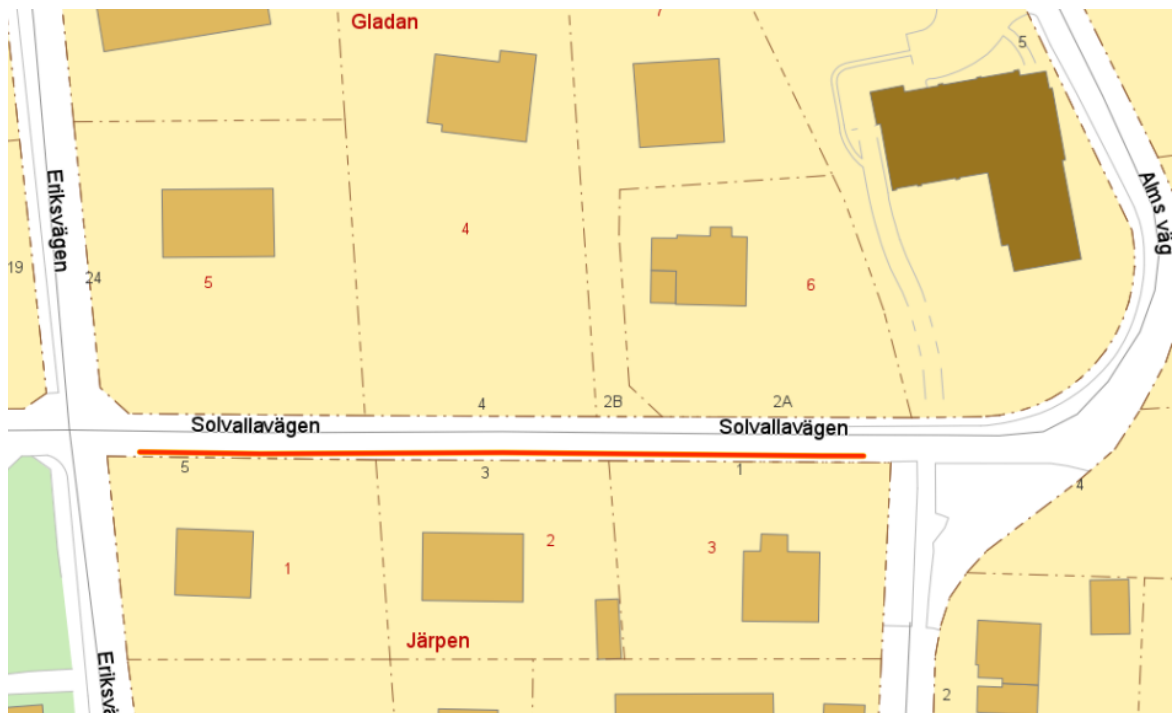 Gladan
7
5
Eriksvägen
Alms väg
19
24
5
4
6
4
2B
2A
Solvallavägen
Solvallavägen
5
3
1
4
1
2
3
Järpen
Eriksvä
2